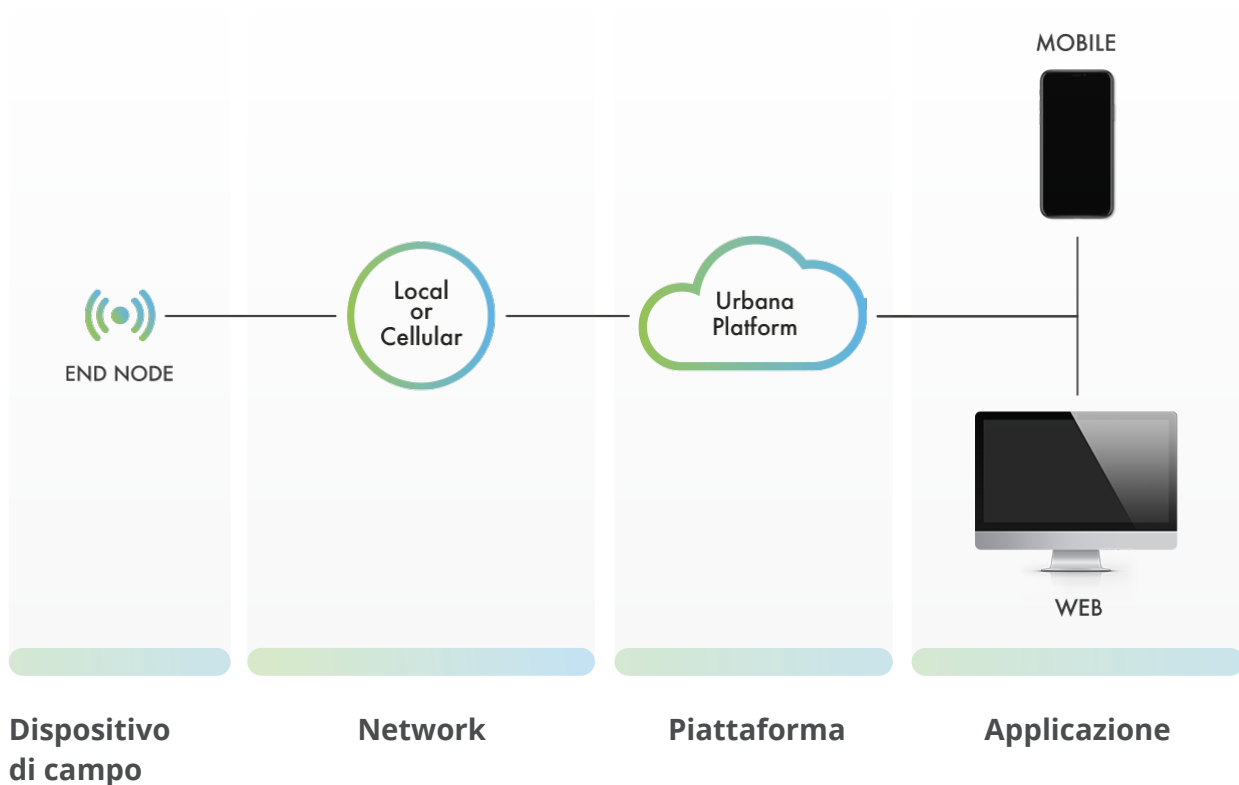 MOBILE
Local
or
Cellular
Urbana
Platform
END NODE
WEB
Dispositivo
di campo
Network
Piattaforma
Applicazione